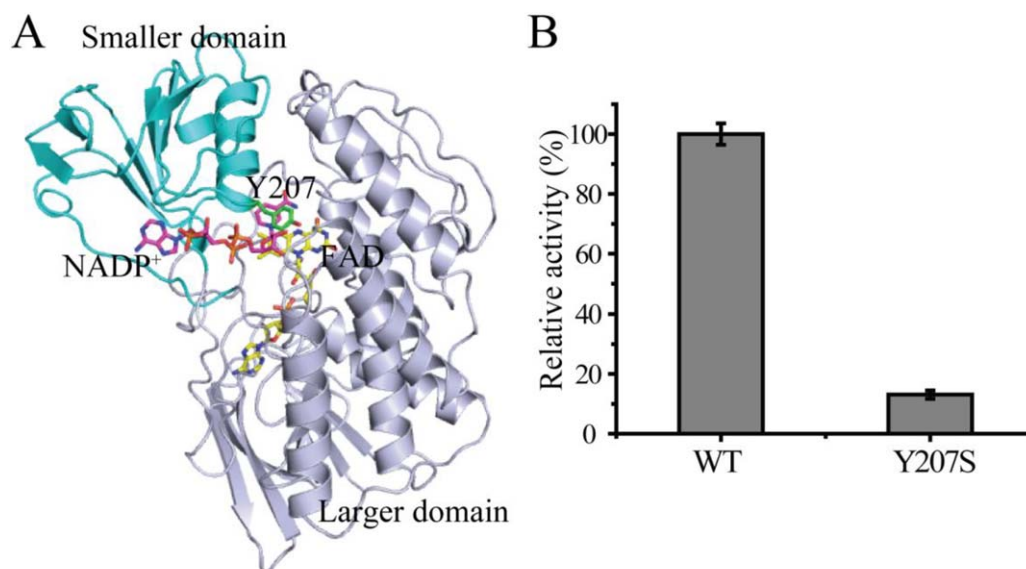 A
Smaller domain
Y207
NADP+
FAD
Larger domain
B
Relative activity (%)
100
80
60
40
20
0
WT
Y207S